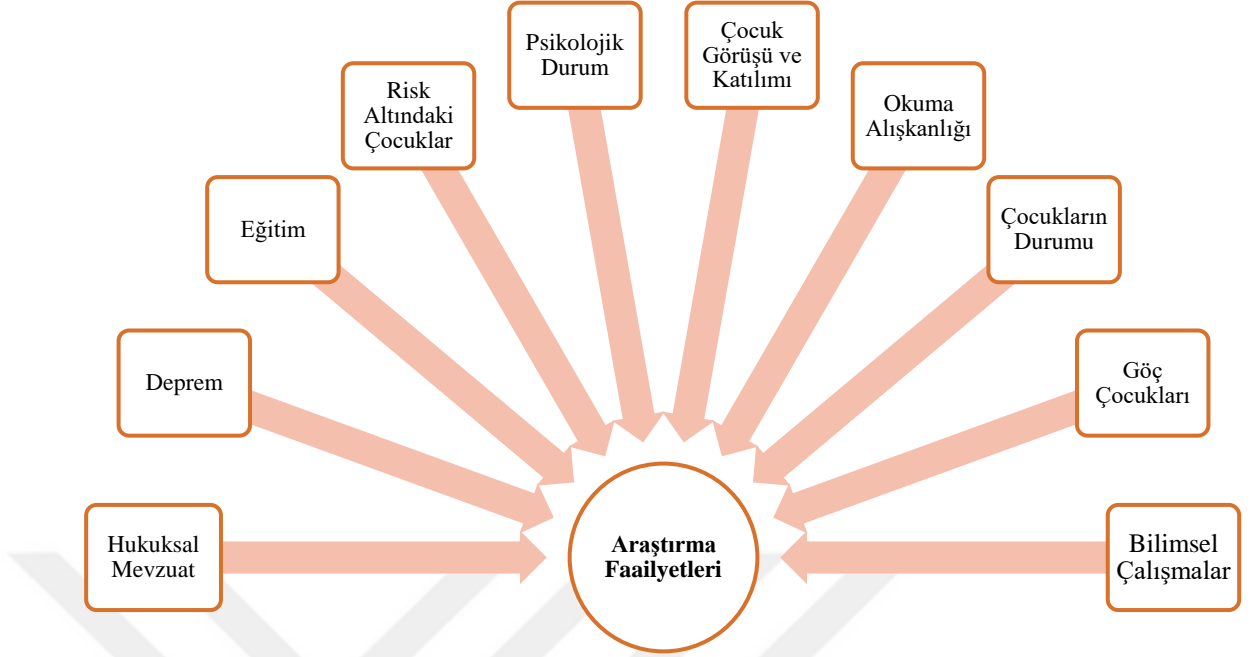 Psikolojik
Durum
Çocuk
Görüşü ve
Katılımı
Risk
Altındaki
Çocuklar
Okuma
Alışkanlığı
Eğitim
Çocukların
Durumu
Deprem
Göç
Çocukları
Hukuksal
Mevzuat
Araştırma
Faailyetleri
Bilimsel
Çalışmalar